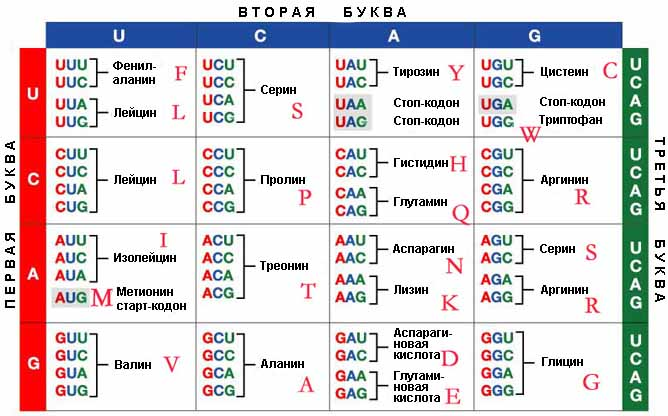 ВТОРАЯ БУКВА
U C A G
ПЕРВАЯ БУКВА
U
UUU
UUC
Фенил-
аланин
F
UUA
UUG
Лейцин
L
UCU
UCC
UCA
UCG
Серин
S
UAU
UAC
Тирозин
Y
UAA Стоп-кодон
UAG Стоп-кодон
UGU
UGC
Цистеин
C
UGA Стоп-кодон
UGG Триптофан
W
U
C
A
G
C
CUU
CUC
CUA
CUG
Лейцин
L
CCU
CCC
CCA
CCG
Пролин
P
CAU
CAC
Гистидин
H
CAA
CAG
Глутамин
Q
CGU
CGC
CGA
CGG
Аргинин
R
U
C
A
G
A
AUU
AUC
AUA
Изолейцин
I
AUG
M
Метионин
старт-кодон
ACU
ACC
ACA
ACG
Треонин
T
AAU
AAC
Аспарагин
N
AAA
AAG
Лизин
K
AGU
AGC
Серин
S
AGA
AGG
Аргинин
R
U
C
A
G
G
GUU
GUC
GUA
GUG
Валин
V
GCU
GCC
GCA
GCG
Аланин
A
GAU
GAC
Аспараги-
новая
кислота
D
GAA
GAG
Глутами-
новая
кислота
E
GGU
GGC
GGA
GGG
Глицин
G
U
C
A
G
ТРЕТЬЯ БУКВА